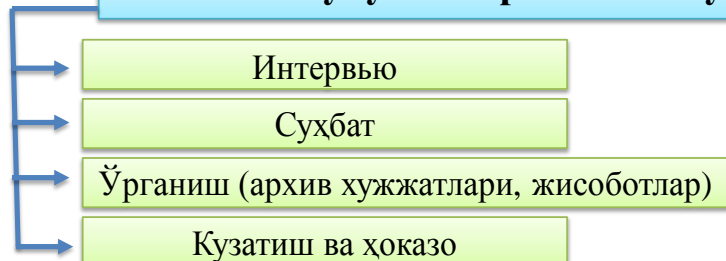 Интервью
Суҳбат
Ўрганиш (архив хужжатлари, жисоботлар)
Кузатиш ва ҳоказо